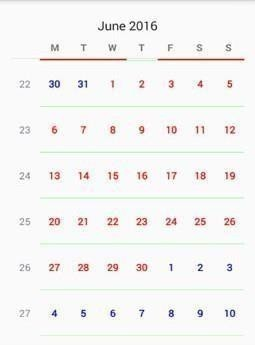 June 2016
M T W T F S S
22 30 31 1 2 3 4 5
23 6 7 8 9 10 11 12
24 13 14 15 16 17 18 19
25 20 21 22 23 24 25 26
26 27 28 29 30 1 2 3
27 4 5 6 7 8 9 10